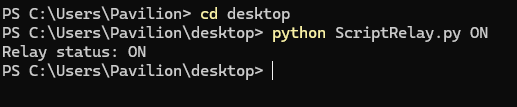 PS C:\Users\Pavilion> cd desktop
PS C:\Users\Pavilion\desktop> python ScriptRelay.py ON
Relay status: ON
PS C:\Users\Pavilion\desktop>